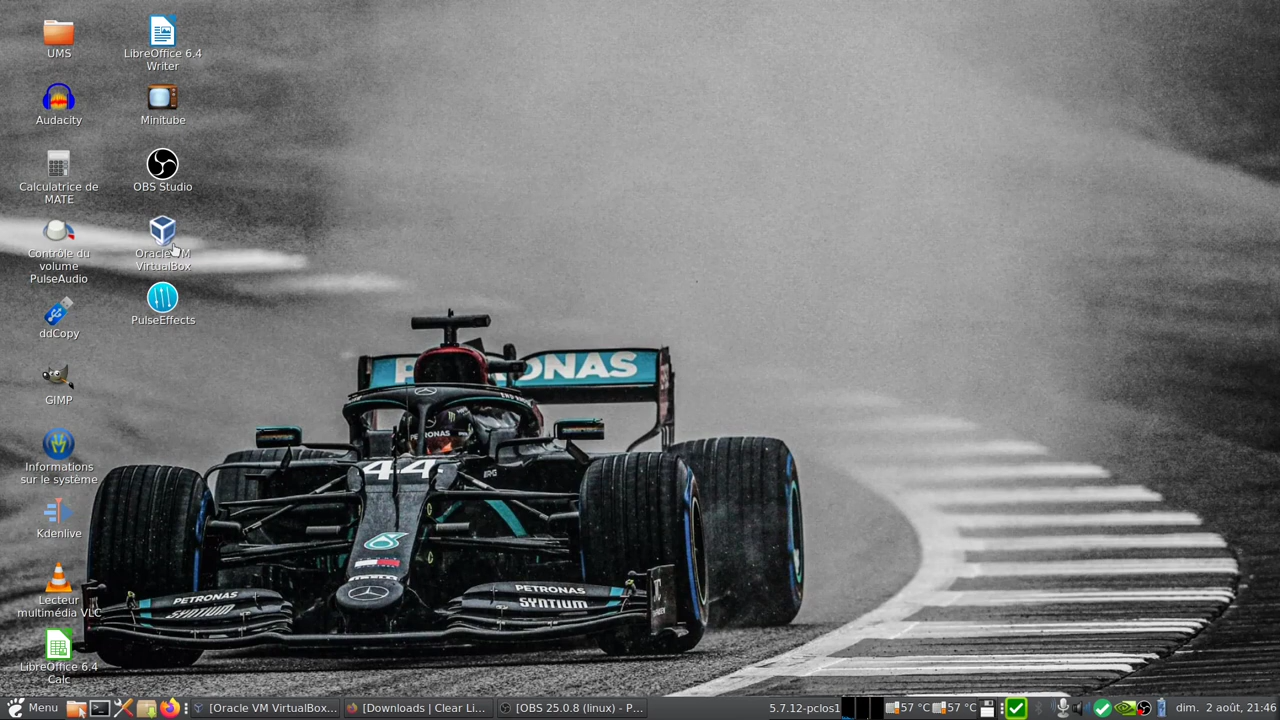 UMS
Audacity
Calculatrice de
MATE
Contrôle du
volume
PulseAudio
ddCopy
GIMP
Informations
sur le système
Kdenlive
Lecteur
multimédia VLC
LibreOffice 6.4
Calc
LibreOffice 6.4
Writer
Minitube
OBS Studio
Oracle VM
VirtualBox
PulseEffects
PETRONAS
PETRONAS
44
PETRONAS
SYNTIUM
PETRONAS
SYNTIUM
Menu
[Oracle VM VirtualBox...
[Downloads | Clear Li...
[OBS 25.0.8 (linux) - P...
5.7.12-pclos1
57 °C
57 °C
dim. 2 août, 21:46